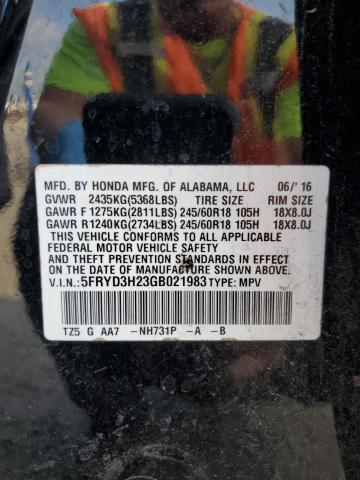 MFD. BY HONDA MFG. OF ALABAMA, LLC 06/'16
GVWR 2435KG(5368LBS) TIRE SIZE RIM SIZE
GAWR F 1275KG(2811LBS) 245/60R18 105H 18X8.0J
GAWR R1240KG(2734LBS) 245/60R18 105H 18X8.0J
THIS VEHICLE CONFORMS TO ALL APPLICABLE
FEDERAL MOTOR VEHICLE SAFETY
AND THEFT PREVENTION STANDARDS IN EFFECT
ON THE DATE OF MANUFACTURE SHOWN ABOVE.
V.I.N.: 5FRYD3H23GB021983 TYPE: MPV
TZ5 G AA7 -NH731P -A -B